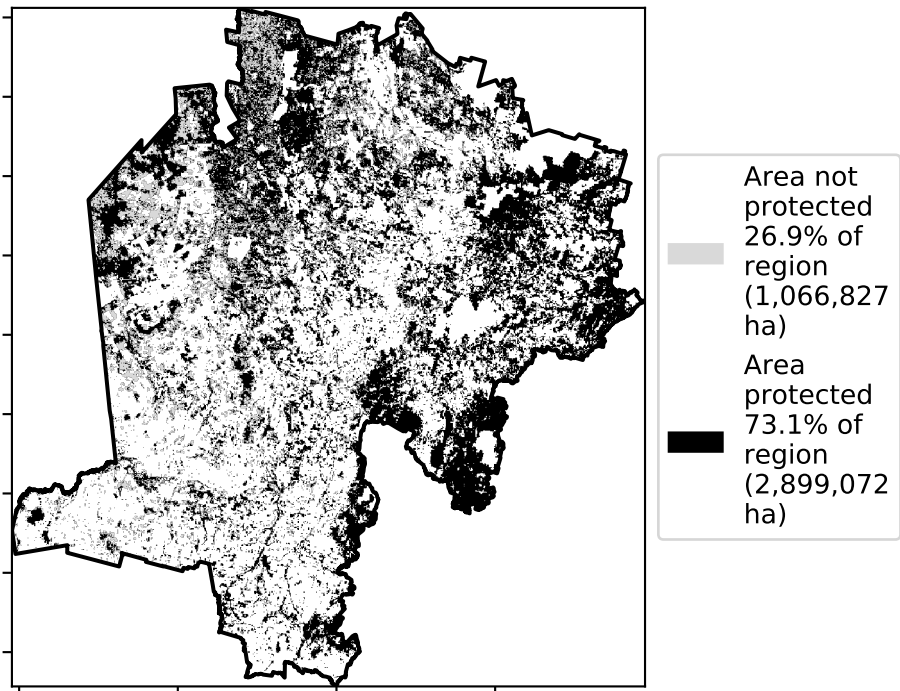 Area not
protected
26.9% of
region
(1,066,827
ha)
Area
protected
73.1% of
region
(2,899,072
ha)